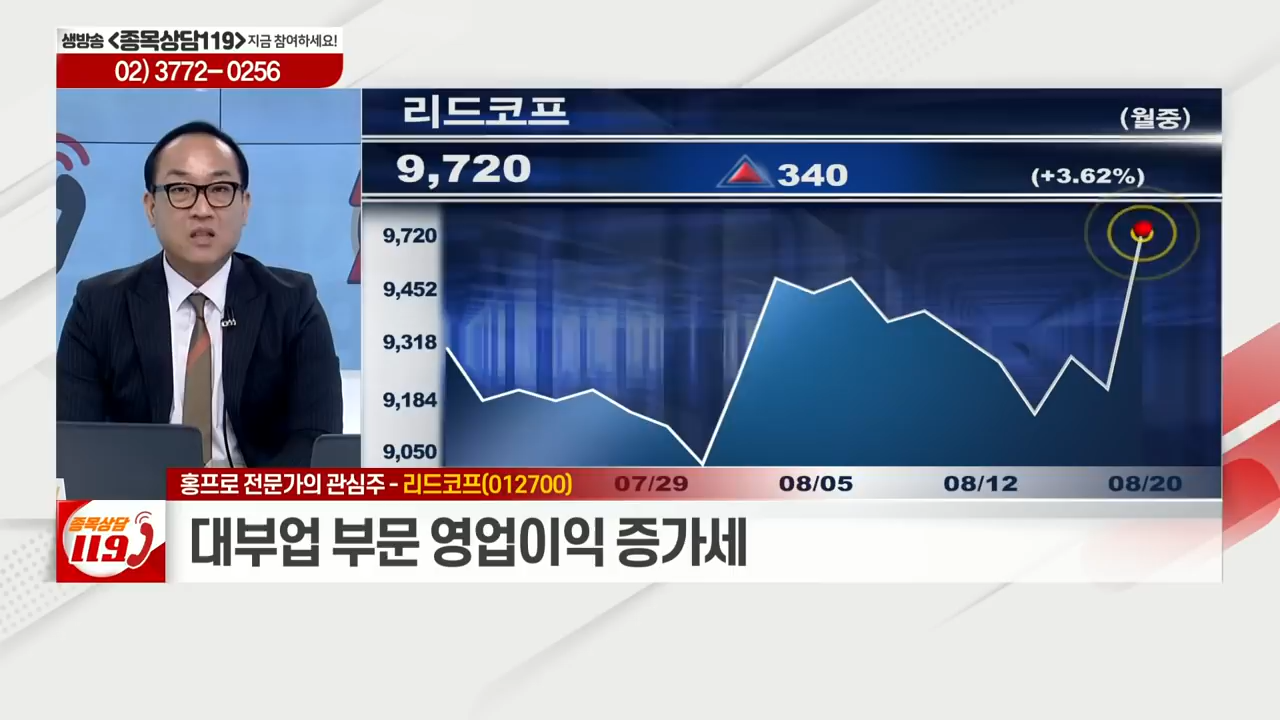 생방송 <종목상담119> 지금 참여하세요!
02) 3772-0256
리드코프
(월중)
9,720
340
(+3.62%)
9,720
9,452
9,318
9,184
9,050
07/29
08/05
08/12
08/20
홍프로 전문가의 관심주 - 리드코프(012700)
종목상담
119
대부업 부문 영업이익 증가세